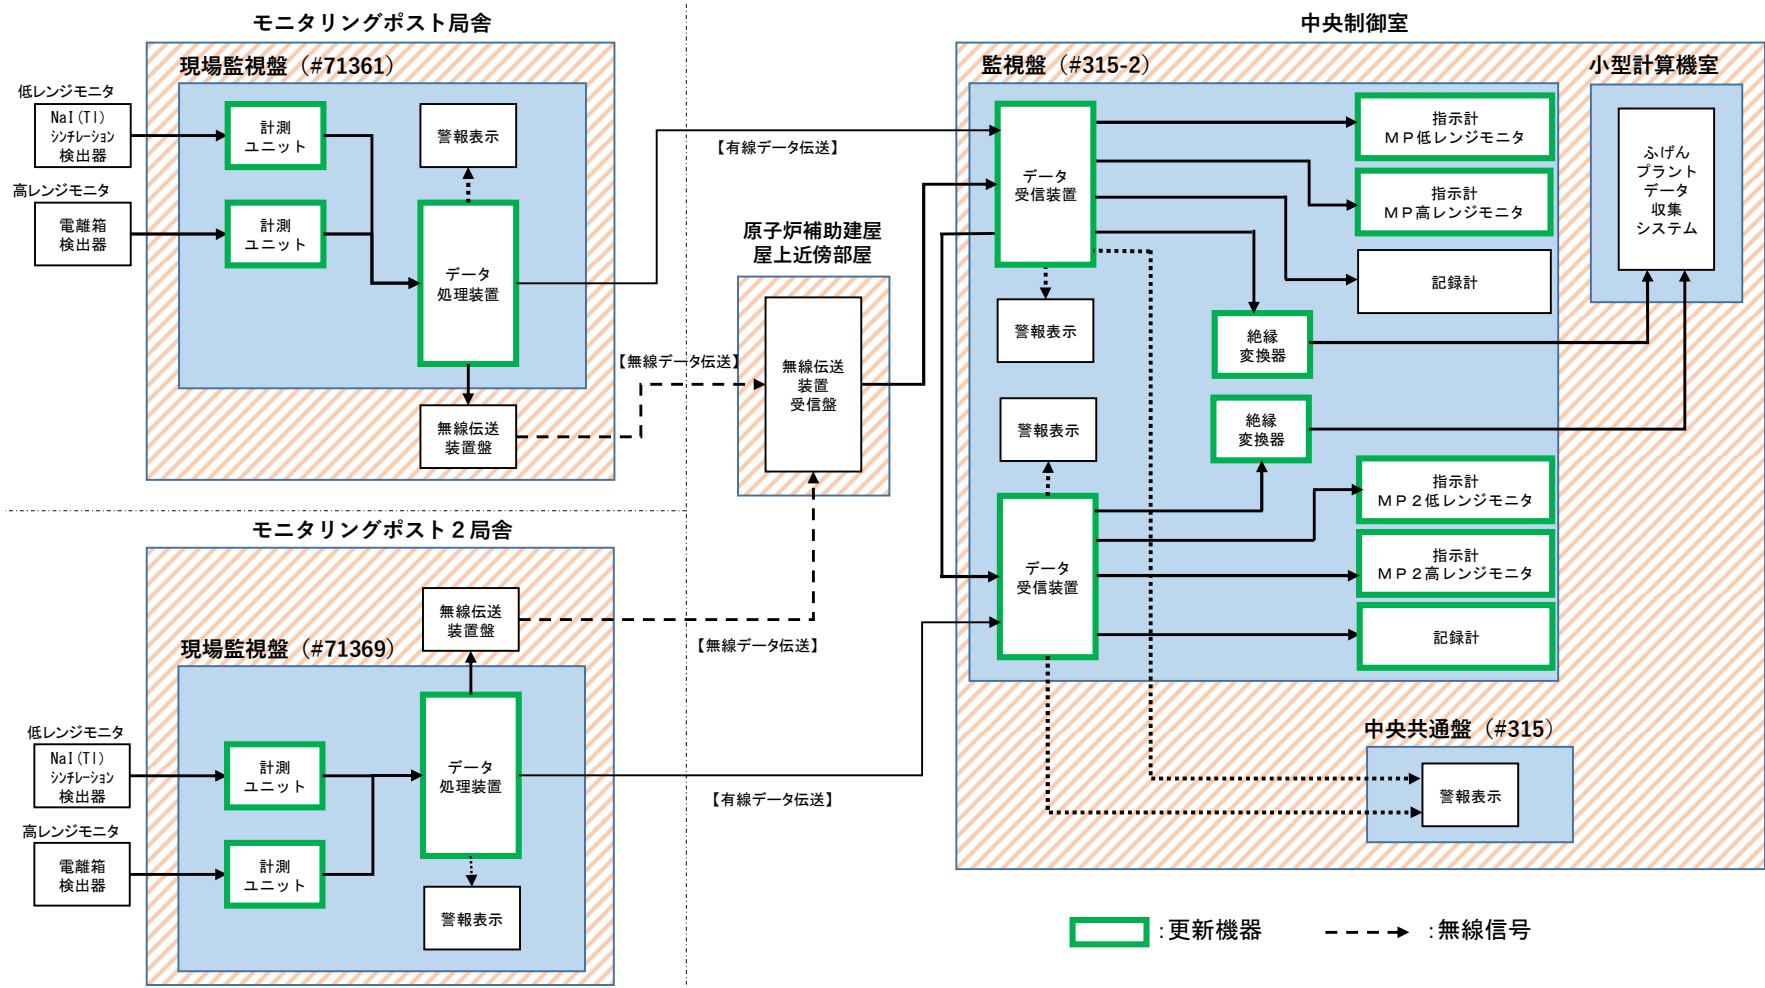 モニタリングポスト局舎
現場監視盤（#71361）
低レンジモニタ
NaI(Tl)
シンチレーション
検出器
高レンジモニタ
電離箱
検出器
計測
ユニット
計測
ユニット
警報表示
データ
処理装置
無線伝送
装置盤
【有線データ伝送】
【無線データ伝送】
原子炉補助建屋
屋上近傍部屋
無線伝送
装置
受信盤
モニタリングポスト２局舎
現場監視盤（#71369）
低レンジモニタ
NaI(Tl)
シンチレーション
検出器
高レンジモニタ
電離箱
検出器
計測
ユニット
計測
ユニット
無線伝送
装置盤
データ
処理装置
警報表示
【無線データ伝送】
【有線データ伝送】
中央制御室
監視盤（#315-2）
データ
受信装置
警報表示
指示計
ＭＰ低レンジモニタ
指示計
ＭＰ高レンジモニタ
記録計
絶縁
変換器
絶縁
変換器
警報表示
データ
受信装置
指示計
ＭＰ２低レンジモニタ
指示計
ＭＰ２高レンジモニタ
記録計
小型計算機室
ふげん
プラント
データ
収集
システム
中央共通盤（#315）
警報表示
：更新機器
：無線信号